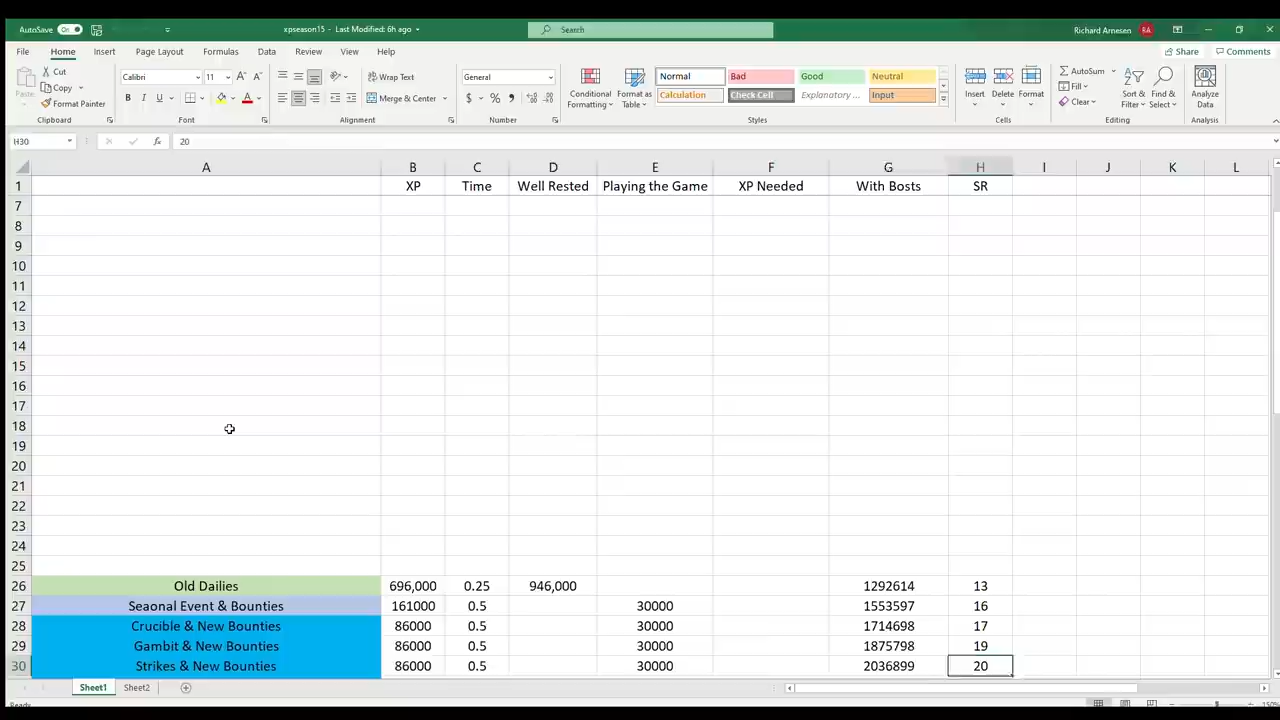 AutoSave On xpseason15 - Last Modified: 6h ago Search Richard Arnesen RA
File Home Insert Page Layout Formulas Data Review View Help Share Comments
Paste Cut Copy Format Painter Clipboard
Calibri 11 A A B I U A Font
Wrap Text Merge & Center Alignment
General $ % Number
Conditional Formatting Format as Table
Normal Bad Good Neutral
Calculation Check Cell Explanatory ... Input
Styles
Insert Delete Format Cells
AutoSum Fill Clear Sort & Filter Find & Select Editing
Analyze Data Analysis
H30 fx 20
A B C D E F G H I J K L
1 XP Time Well Rested Playing the Game XP Needed With Bosts SR
7
8
9
10
11
12
13
14
15
16
17
18
19
20
21
22
23
24
25
26 Old Dailies 696,000 0.25 946,000 1292614 13
27 Seaonal Event & Bounties 161000 0.5 30000 1553597 16
28 Crucible & New Bounties 86000 0.5 30000 1714698 17
29 Gambit & New Bounties 86000 0.5 30000 1875798 19
30 Strikes & New Bounties 86000 0.5 30000 2036899 20
Sheet1 Sheet2
150%